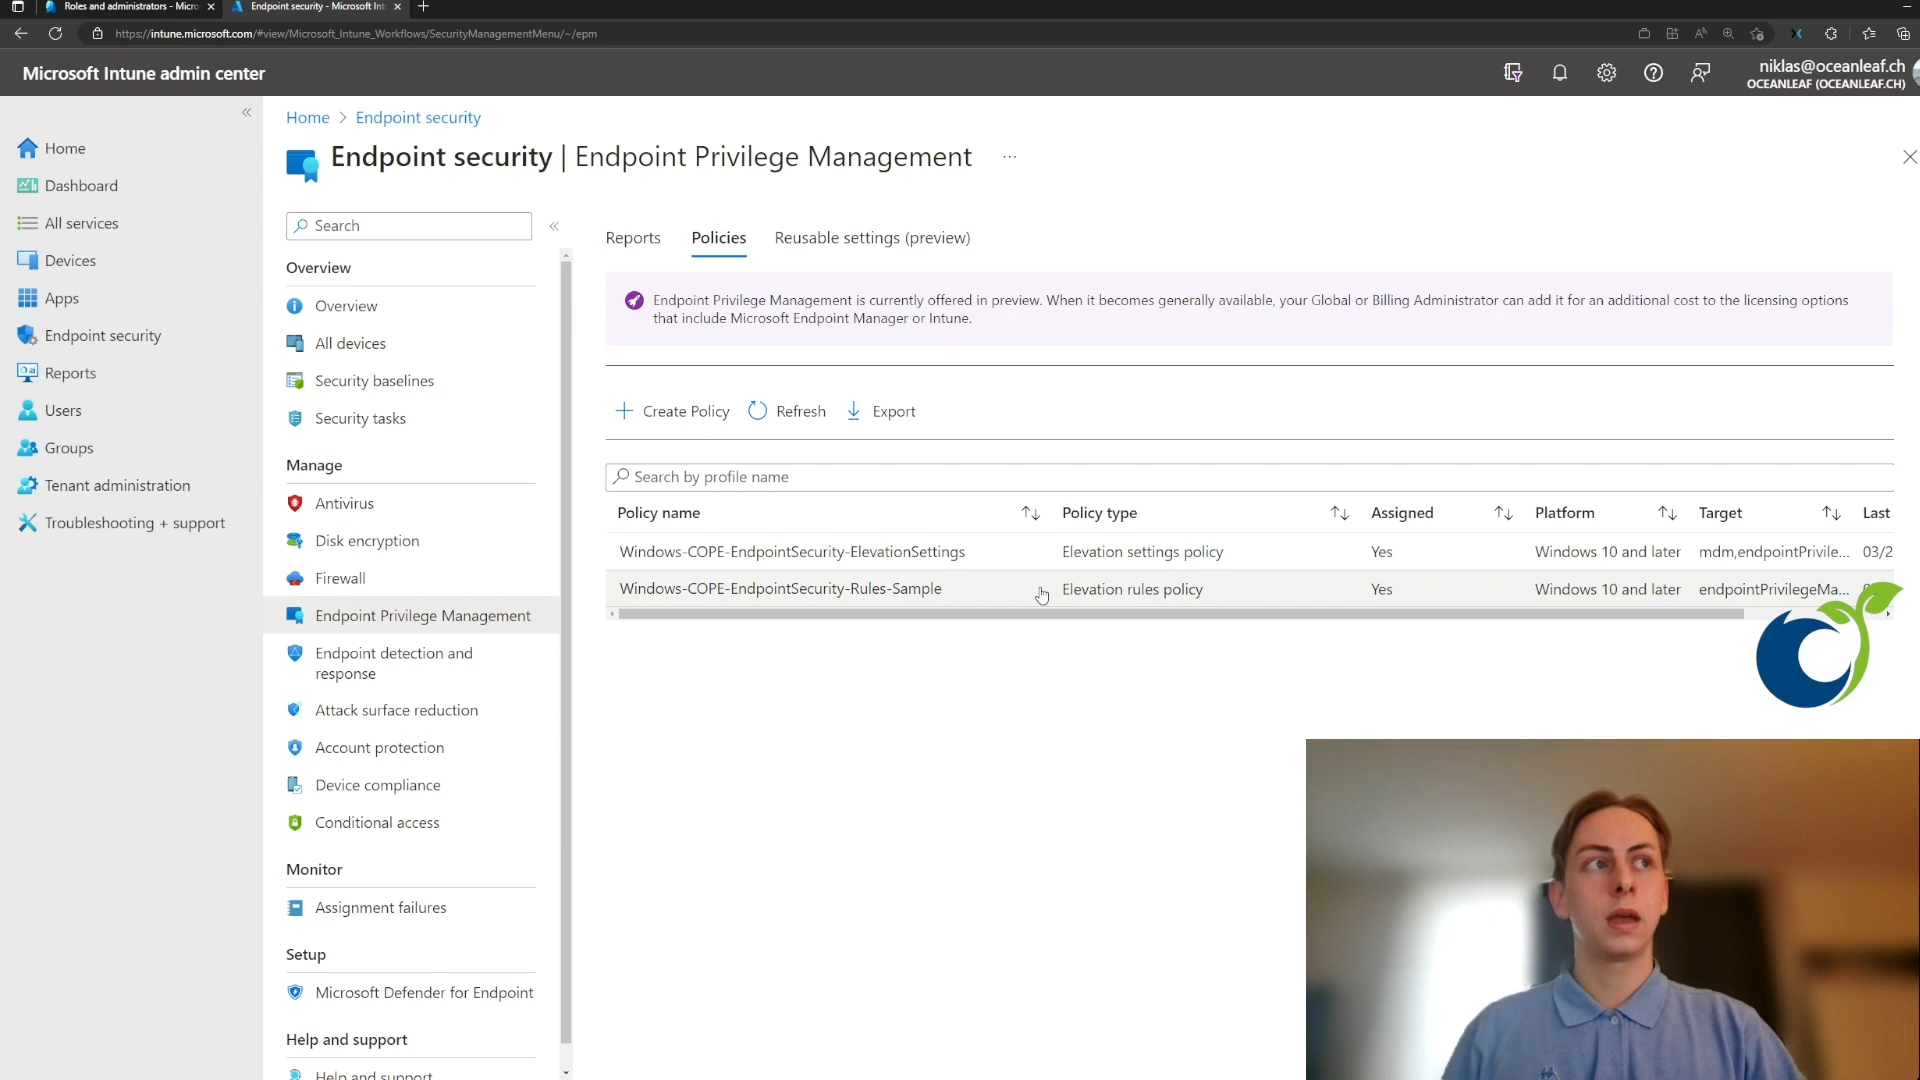 Roles and administrators - Micro
Endpoint security - Microsoft Int
https://intune.microsoft.com/#view/Microsoft_Intune_Workflows/SecurityManagementMenu/~/epm
Microsoft Intune admin center
niklas@oceanleaf.ch
OCEANLEAF (OCEANLEAF.CH)
Home
Dashboard
All services
Devices
Apps
Endpoint security
Reports
Users
Groups
Tenant administration
Troubleshooting + support
Home > Endpoint security
Endpoint security | Endpoint Privilege Management ...
Search
Overview
Overview
All devices
Security baselines
Security tasks
Manage
Antivirus
Disk encryption
Firewall
Endpoint Privilege Management
Endpoint detection and
response
Attack surface reduction
Account protection
Device compliance
Conditional access
Monitor
Assignment failures
Setup
Microsoft Defender for Endpoint
Help and support
Help and support
Reports Policies Reusable settings (preview)
Endpoint Privilege Management is currently offered in preview. When it becomes generally available, your Global or Billing Administrator can add it for an additional cost to the licensing options
that include Microsoft Endpoint Manager or Intune.
Create Policy Refresh Export
Search by profile name
Policy name Policy type Assigned Platform Target Last
Windows-COPE-EndpointSecurity-ElevationSettings Elevation settings policy Yes Windows 10 and later mdm,endpointPrivile... 03/2
Windows-COPE-EndpointSecurity-Rules-Sample Elevation rules policy Yes Windows 10 and later endpointPrivilegeMa...